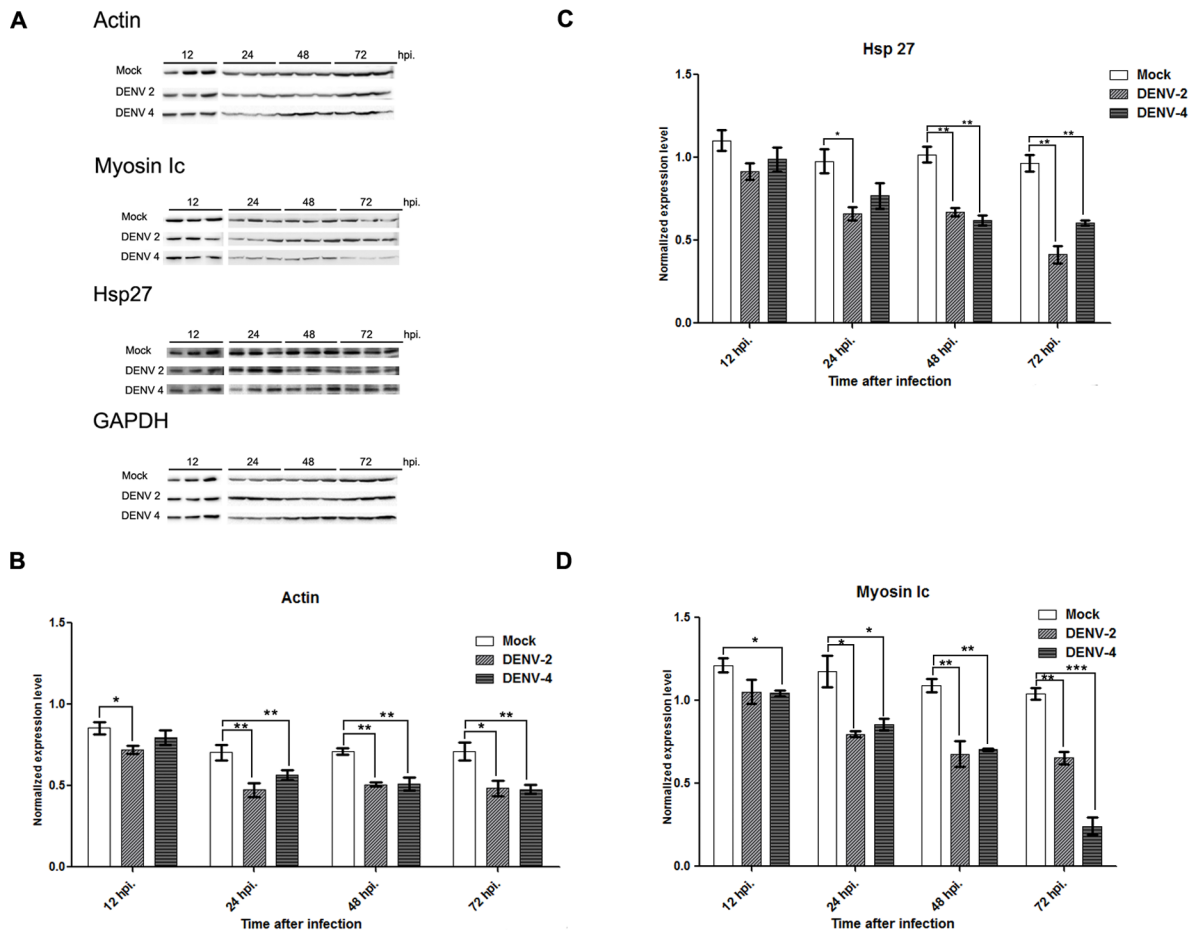 A
Actin
12 24 48 72 hpi.
Mock
DENV 2
DENV 4
Myosin Ic
12 24 48 72
Mock
DENV 2
DENV 4
Hsp27
12 24 48 72
Mock
DENV 2
DENV 4
GAPDH
12 24 48 72 hpi.
Mock
DENV 2
DENV 4
B
Actin
Normalized expression level
1.5
1.0
0.5
0.0
Mock
DENV-2
DENV-4
* ** ** ** ** * **
12 hpi. 24 hpi. 48 hpi. 72 hpi.
Time after infection
C
Hsp 27
Normalized expression level
1.5
1.0
0.5
0.0
Mock
DENV-2
DENV-4
* ** ** ** **
12 hpi. 24 hpi. 48 hpi. 72 hpi.
Time after infection
D
Myosin Ic
Normalized expression level
1.5
1.0
0.5
0.0
Mock
DENV-2
DENV-4
* * * ** ** ** ***
12 hpi. 24 hpi. 48 hpi. 72 hpi.
Time after infection